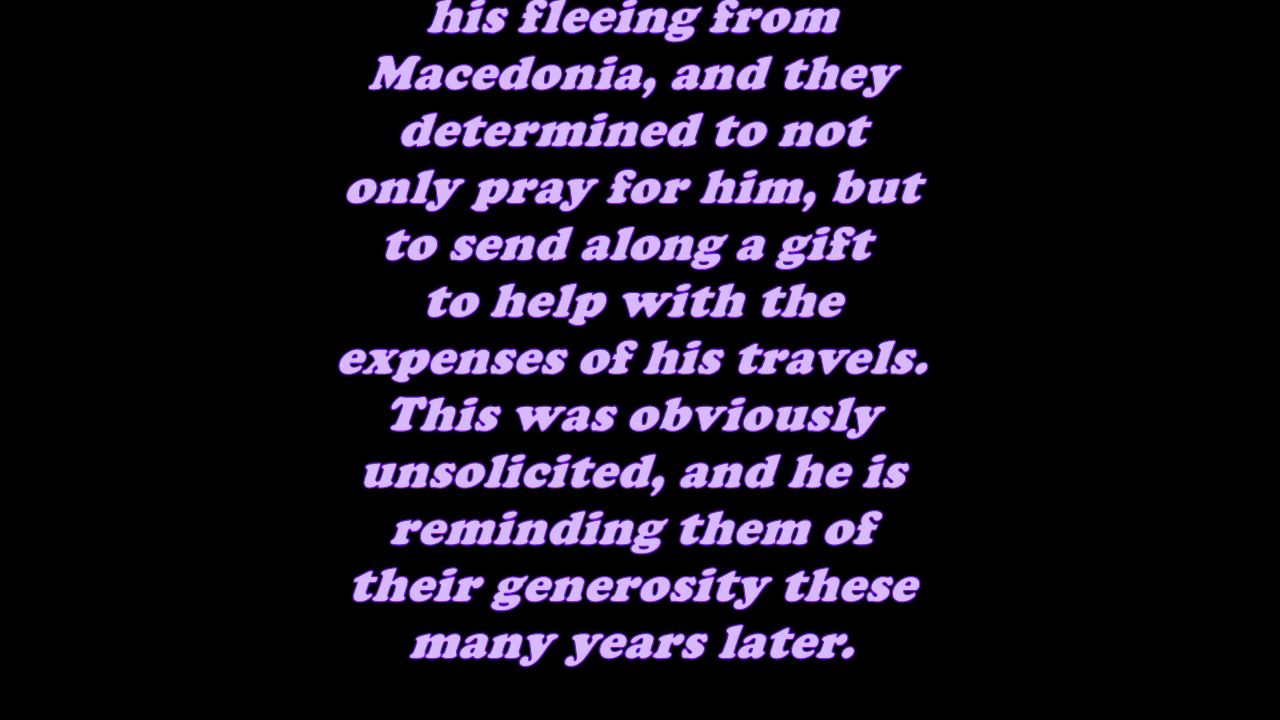 his fleeing from
Macedonia, and they
determined to not
only pray for him, but
to send along a gift
to help with the
expenses of his travels.
This was obviously
unsolicited, and he is
reminding them of
their generosity these
many years later.